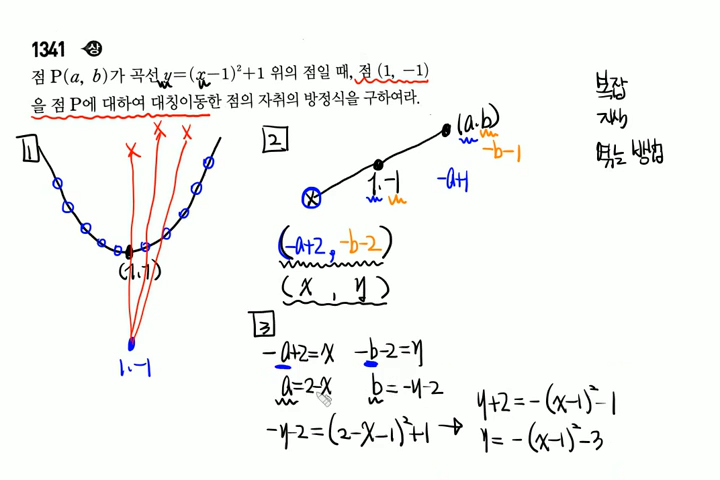 1341 상
점 P(a, b)가 곡선 y=(x−1)²+1 위의 점일 때, 점 (1, −1)
을 점 P에 대하여 대칭이동한 점의 자취의 방정식을 구하여라.
복잡
자취
엮는 방법
1
x x x
(1,1)
1,-1
2
(a,b)
-b-1
1,-1
-a+1
x
(-a+2, -b-2)
(x, y)
3
-a+2=x -b-2=y
a=2-x b=-y-2
-y-2=(2-x-1)²+1 →
y+2=-(x-1)²-1
y=-(x-1)²-3